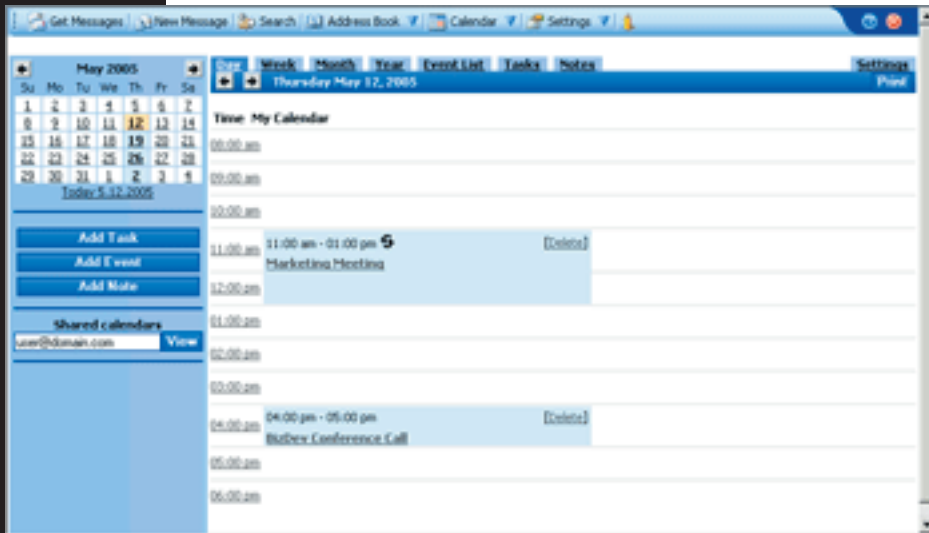 Get Messages New Message Search Address Book Calendar Settings
Day Week Month Year Event List Tasks Notes Settings
Thursday May 12, 2005 Print
May 2005
Su Mo Tu We Th Fr Sa
1 2 3 4 5 6 7
8 9 10 11 12 13 14
15 16 17 18 19 20 21
22 23 24 25 26 27 28
29 30 31 1 2 3 4
Today 5.12.2005
Add Task
Add Event
Add Note
Shared calendars
user@domain.com View
Time My Calendar
08:00 am
09:00 am
10:00 am
11:00 am 11:00 am - 01:00 pm [Delete]
Marketing Meeting
12:00 pm
01:00 pm
02:00 pm
03:00 pm
04:00 pm 04:00 pm - 05:00 pm [Delete]
BizDev Conference Call
05:00 pm
06:00 pm